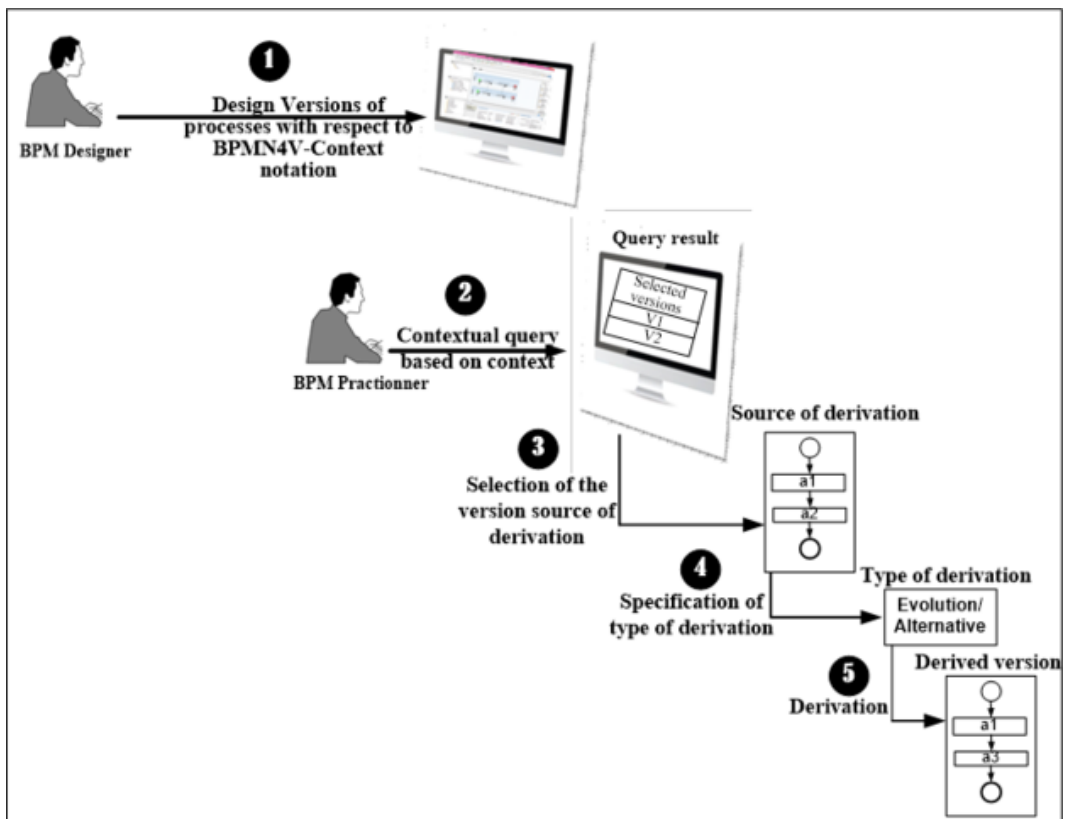 1
Design Versions of
processes with respect to
BPMN4V-Context
notation
BPM Designer
Query result
Selected
versions
V1
V2
2
Contextual query
based on context
BPM Practionner
3
Selection of the
version source of
derivation
Source of derivation
a1
a2
4
Specification of
type of derivation
Type of derivation
Evolution/
Alternative
5
Derivation
Derived version
a1
a3